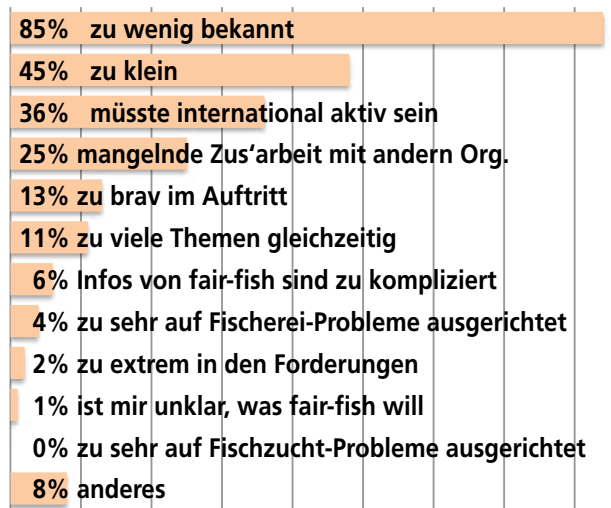 85% zu wenig bekannt
45% zu klein
36% müsste international aktiv sein
25% mangelnde Zus‘arbeit mit andern Org.
13% zu brav im Auftritt
11% zu viele Themen gleichzeitig
6% Infos von fair-fish sind zu kompliziert
4% zu sehr auf Fischerei-Probleme ausgerichtet
2% zu extrem in den Forderungen
1% ist mir unklar, was fair-fish will
0% zu sehr auf Fischzucht-Probleme ausgerichtet
8% anderes